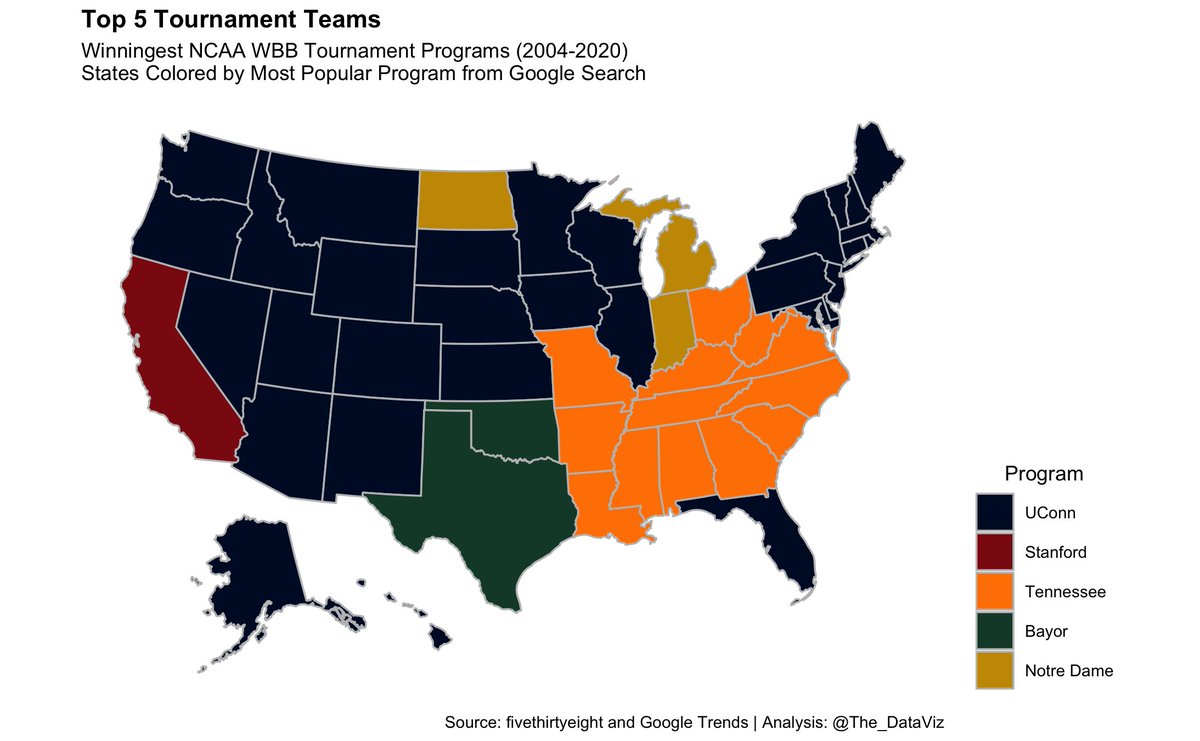 Top 5 Tournament Teams
Winningest NCAA WBB Tournament Programs (2004-2020)
States Colored by Most Popular Program from Google Search
Program
UConn
Stanford
Tennessee
Bayor
Notre Dame
Source: fivethirtyeight and Google Trends | Analysis: @The_DataViz